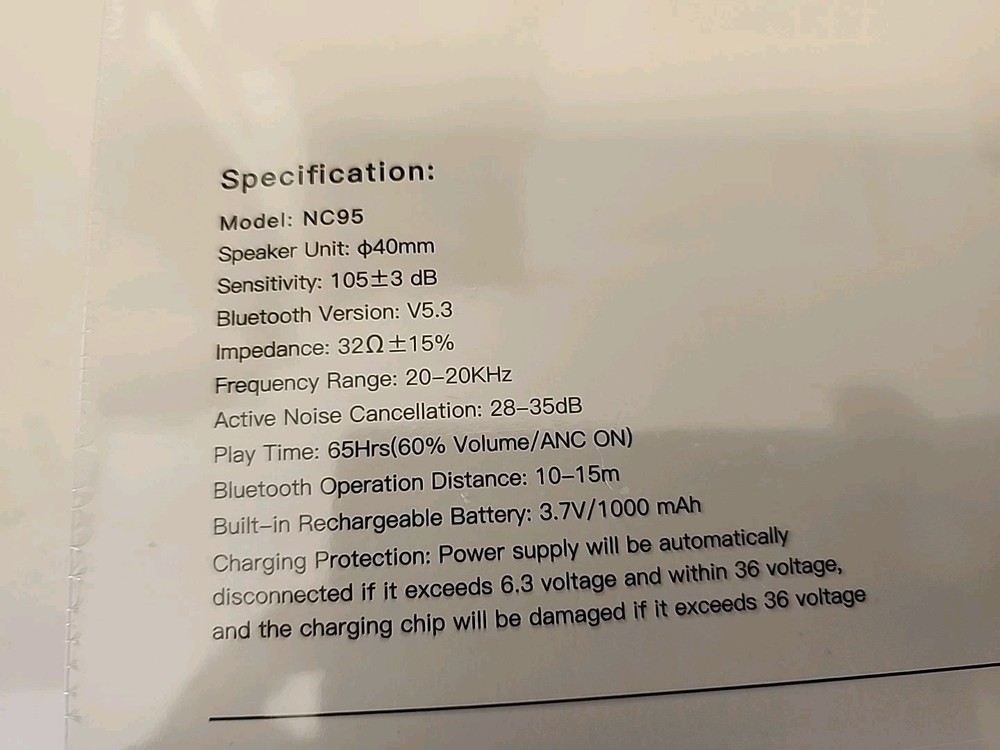 Specification:
Model: NC95
Speaker Unit: ϕ40mm
Sensitivity: 105±3 dB
Bluetooth Version: V5.3
Impedance: 32Ω±15%
Frequency Range: 20–20KHz
Active Noise Cancellation: 28–35dB
Play Time: 65Hrs(60% Volume/ANC ON)
Bluetooth Operation Distance: 10–15m
Built–in Rechargeable Battery: 3.7V/1000 mAh
Charging Protection: Power supply will be automatically
disconnected if it exceeds 6.3 voltage and within 36 voltage,
and the charging chip will be damaged if it exceeds 36 voltage